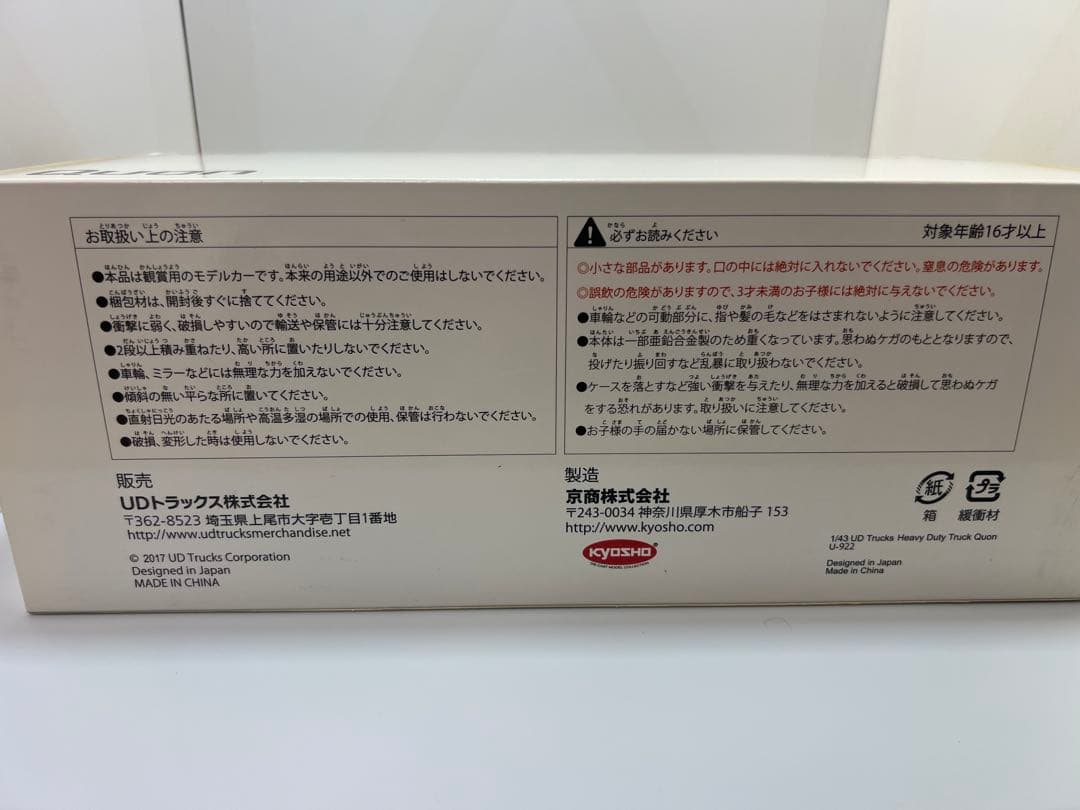 Quon
お取扱い上の注意
●本品は観賞用のモデルカーです。本来の用途以外でのご使用はしないでください。
●梱包材は、開封後すぐに捨ててください。
●衝撃に弱く、破損しやすいので輸送や保管には十分注意してください。
●2段以上積み重ねたり、高い所に置いたりしないでください。
●車輪、ミラーなどには無理な力を加えないでください。
●傾斜の無い平らな所に置いてください。
●直射日光のあたる場所や高温多湿の場所での使用、保管は行わないでください。
●破損、変形した時は使用しないでください。
必ずお読みください
対象年齢16才以上
◎小さな部品があります。口の中には絶対に入れないでください。窒息の危険があります。
◎誤飲の危険がありますので、3才未満のお子様には絶対に与えないでください。
●車輪などの可動部分に、指や髪の毛などをはさまれないように注意してください。
●本体は一部亜鉛合金製のため重くなっています。思わぬケガのもととなりますので、
投げたり振り回すなど乱暴に取り扱わないでください。
●ケースを落とすなど強い衝撃を与えたり、無理な力を加えると破損して思わぬケガ
をする恐れがあります。取り扱いに注意してください。
●お子様の手の届かない場所に保管してください。
販売
UDトラックス株式会社
〒362-8523 埼玉県上尾市大字壱丁目1番地
http://www.udtrucksmerchandise.net
© 2017 UD Trucks Corporation
Designed in Japan
MADE IN CHINA
製造
京商株式会社
〒243-0034 神奈川県厚木市船子 153
http://www.kyosho.com
KYOSHO
DIE-CAST MODEL COLLECTION
紙
箱
プラ
緩衝材
1/43 UD Trucks Heavy Duty Truck Quon
U-922
Designed in Japan
Made in China